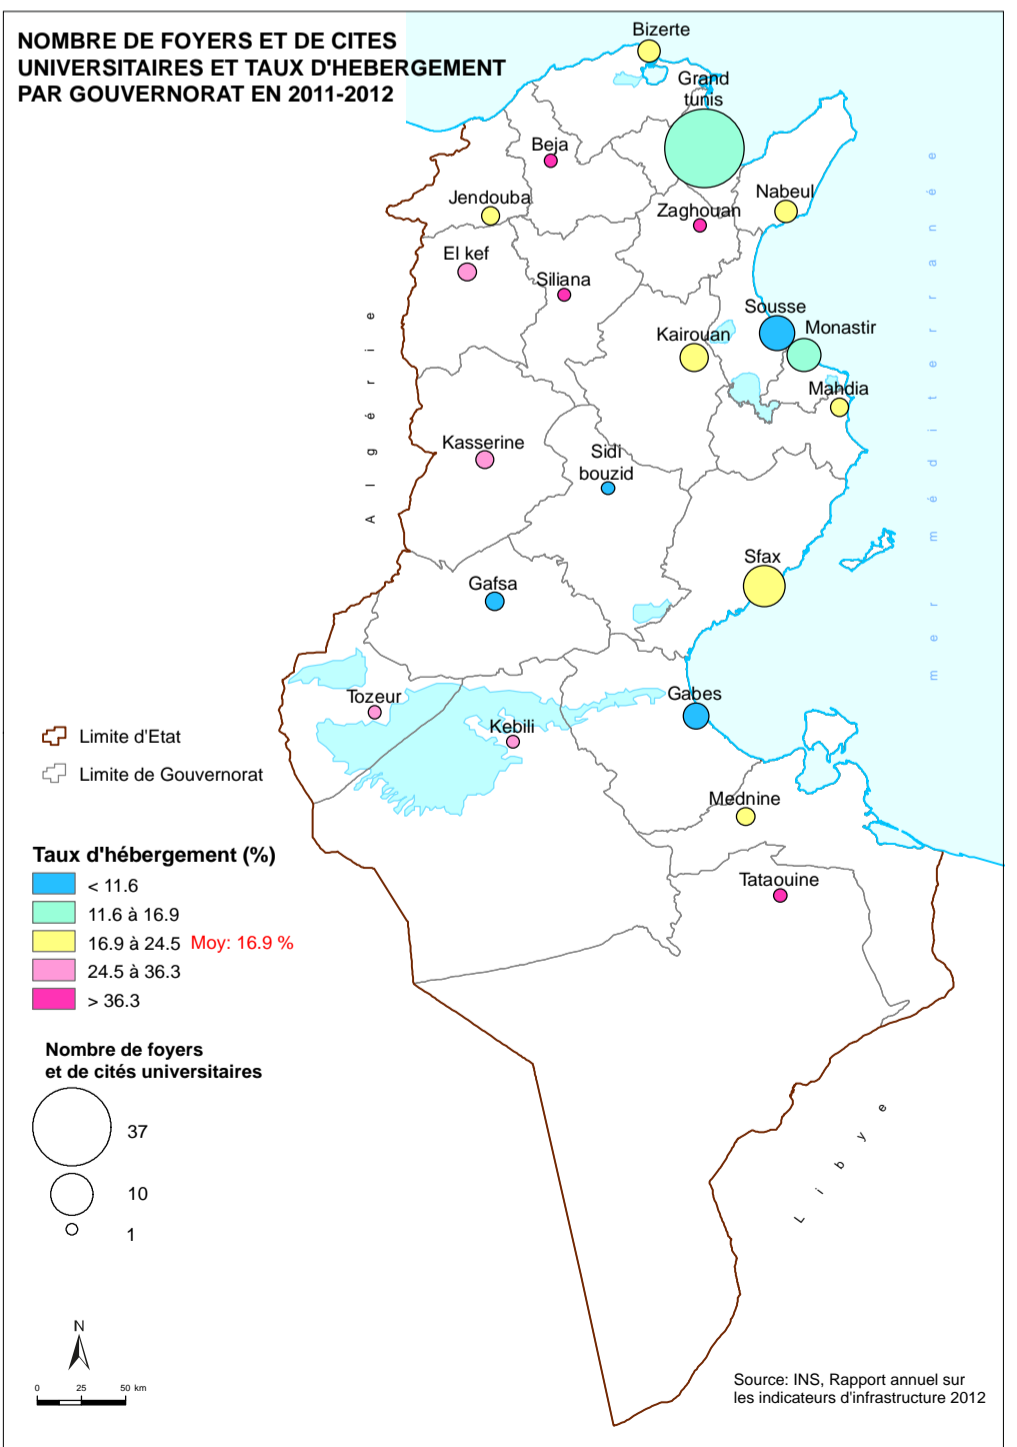 NOMBRE DE FOYERS ET DE CITES
UNIVERSITAIRES ET TAUX D'HEBERGEMENT
PAR GOUVERNORAT EN 2011-2012
Bizerte
Grand
tunis
Beja
Jendouba
Nabeul
Zaghouan
El kef
Siliana
Sousse
Monastir
Kairouan
Mahdia
Kasserine
Sidi
bouzid
Sfax
Gafsa
Tozeur
Kebili
Gabes
Mednine
Tataouine
Algérie
mer méditerranée
Libye
Limite d'Etat
Limite de Gouvernorat
Taux d'hébergement (%)
< 11.6
11.6 à 16.9
16.9 à 24.5 Moy: 16.9 %
24.5 à 36.3
> 36.3
Nombre de foyers
et de cités universitaires
37
10
1
N
0 25 50 km
Source: INS, Rapport annuel sur
les indicateurs d'infrastructure 2012